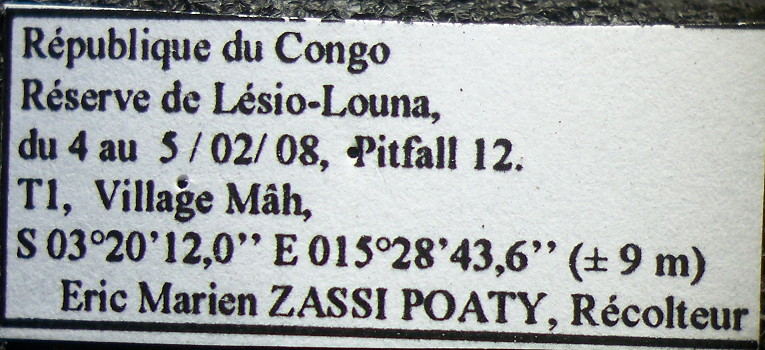 République du Congo
Réserve de Lésio-Louna,
du 4 au 5 / 02/ 08, Pitfall 12.
T1, Village Mâh,
S 03°20’12,0’’ E 015°28’43,6’’ (± 9 m)
Eric Marien ZASSI POATY, Récolteur